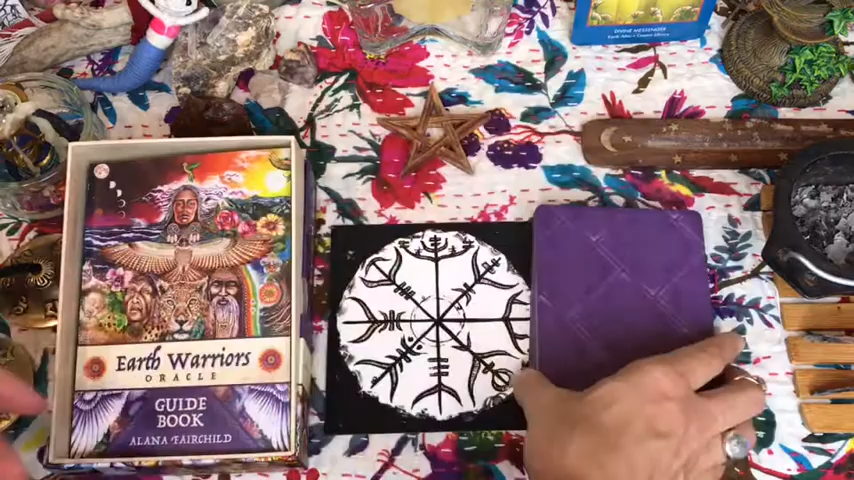 DIVINE MESSENGER
Earth Warriors
ORACLE
GUIDE
BOOK
ALANA FAIRCHILD